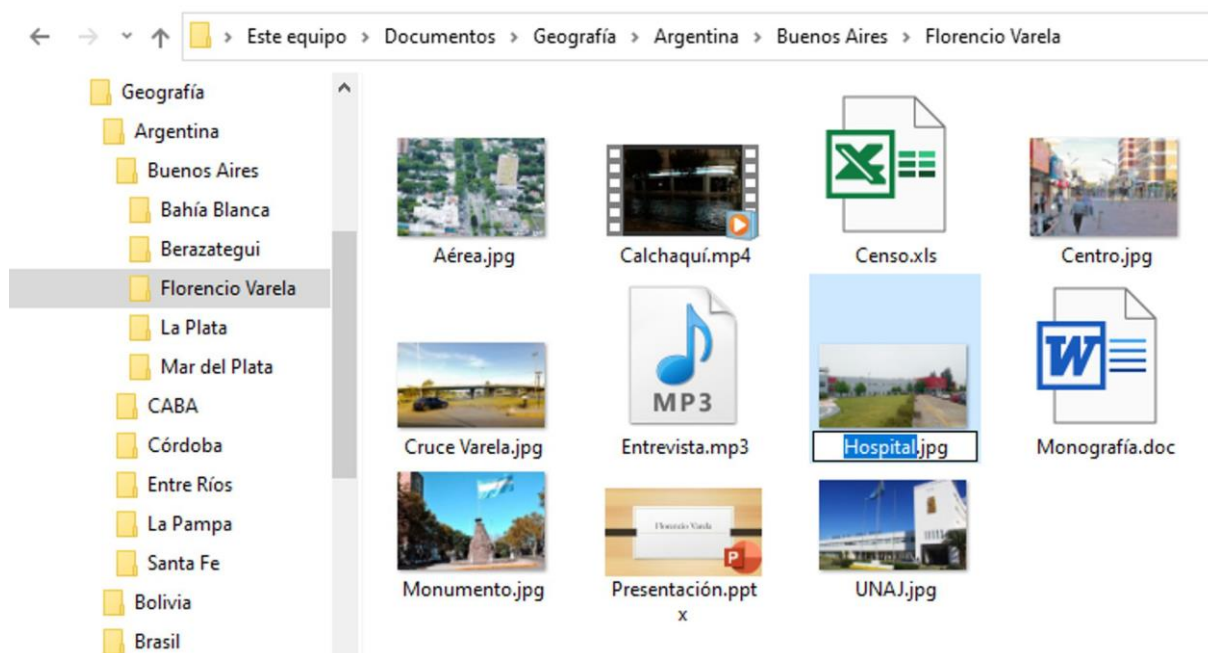 Este equipo > Documentos > Geografía > Argentina > Buenos Aires > Florencio Varela
Geografía
Argentina
Buenos Aires
Bahía Blanca
Berazategui
Florencio Varela
La Plata
Mar del Plata
CABA
Córdoba
Entre Ríos
La Pampa
Santa Fe
Bolivia
Brasil
Aérea.jpg
Calchaquí.mp4
Censo.xls
Centro.jpg
Cruce Varela.jpg
MP3
Entrevista.mp3
Hospital.jpg
W
Monografía.doc
Monumento.jpg
Florencio Varela
P
Presentación.ppt
x
UNAJ.jpg